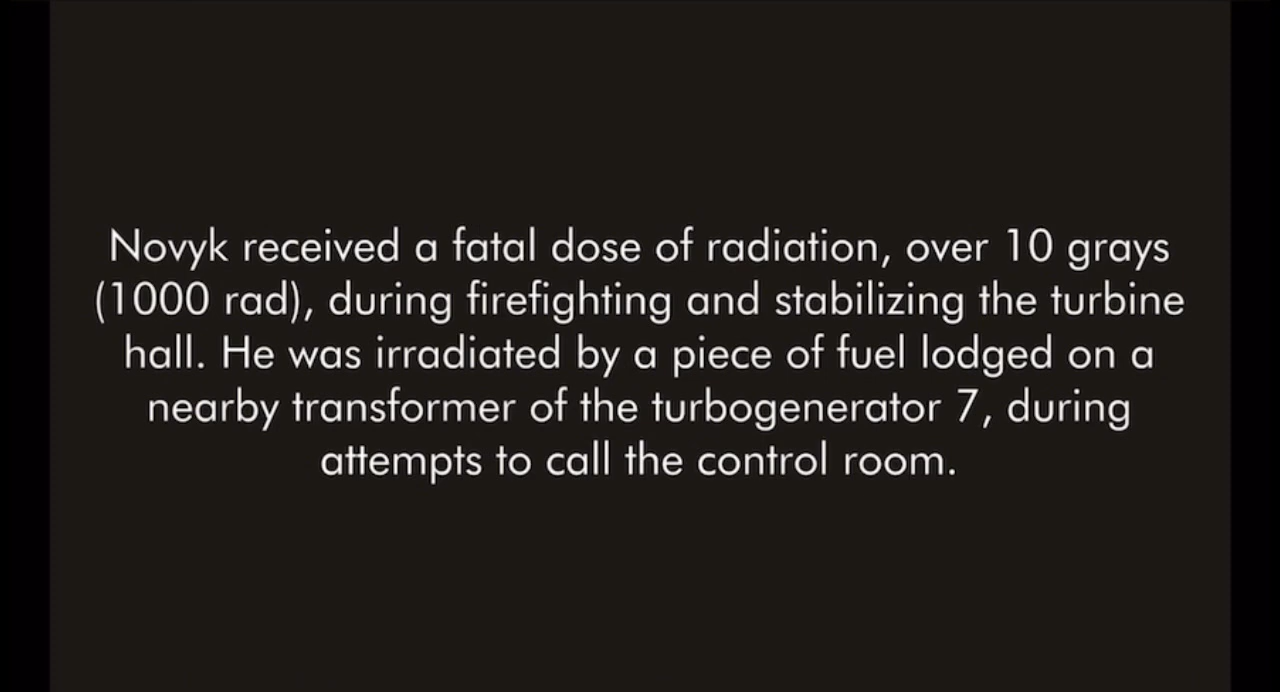 Novyk received a fatal dose of radiation, over 10 grays
(1000 rad), during firefighting and stabilizing the turbine
hall. He was irradiated by a piece of fuel lodged on a
nearby transformer of the turbogenerator 7, during
attempts to call the control room.